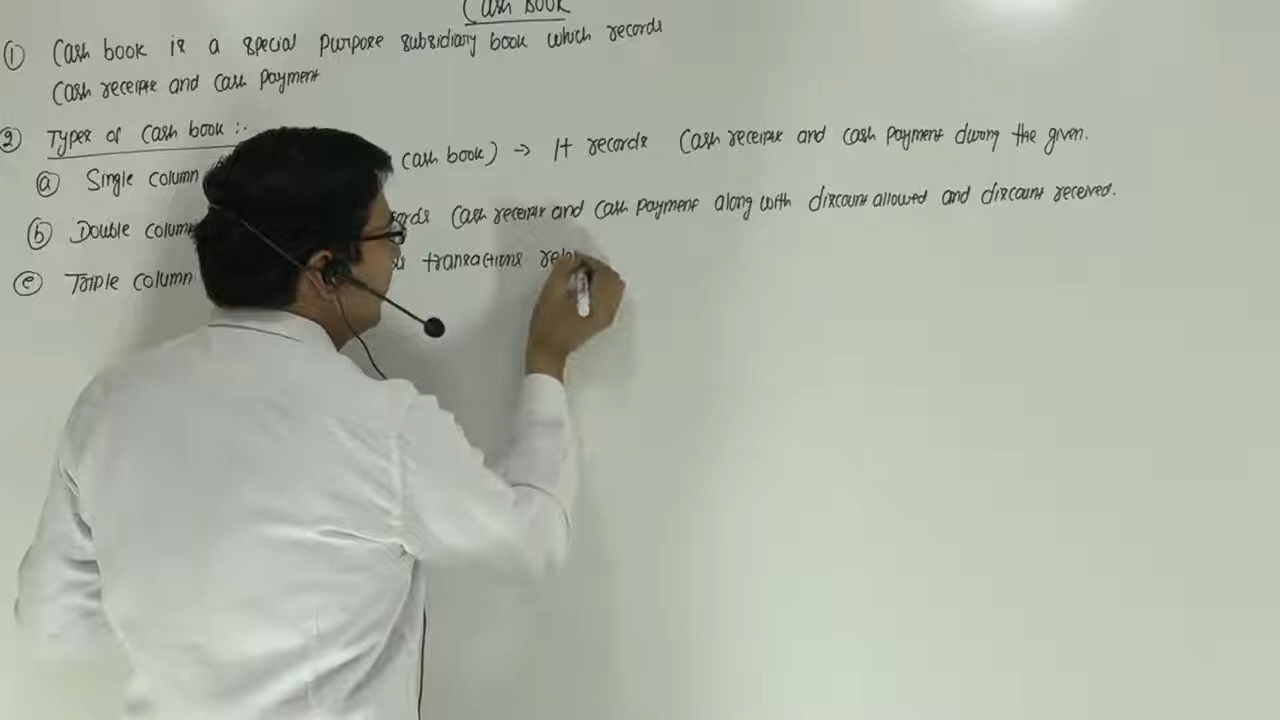 Cash Book
① Cash book is a special purpose subsidiary book which records
Cash receipts and cash payment
② Types of cash book :-
ⓐ Single column cash book) → It records cash receipts and cash payment during the given.
ⓑ Double column cash receipts and cash payment along with discount allowed and discount received.
ⓒ Triple column transactions